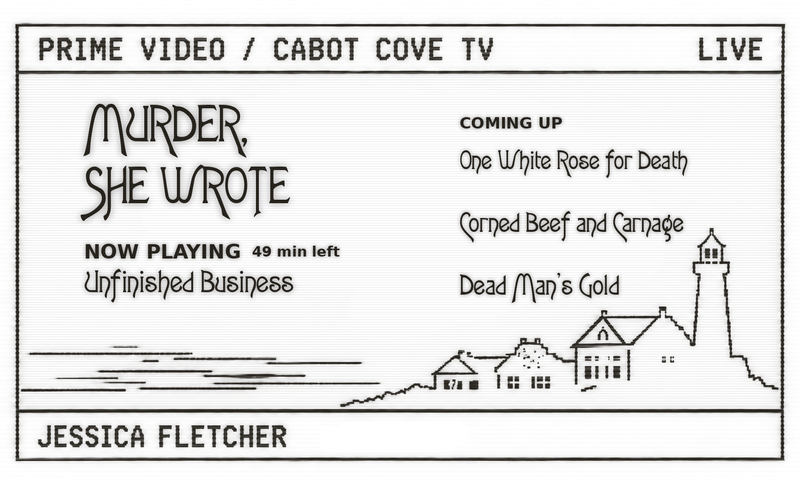 PRIME VIDEO / CABOT COVE TV
LIVE
MURDER,
SHE WROTE
NOW PLAYING 49 min left
Unfinished Business
COMING UP
One White Rose for Death
Corned Beef and Carnage
Dead Man's Gold
JESSICA FLETCHER